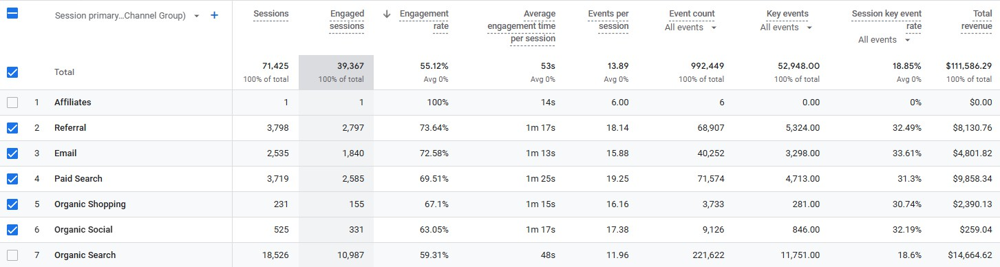 Session primary...Channel Group) + Sessions Engaged sessions Engagement rate Average engagement time per session Events per session Event count All events Key events All events Session key event rate All events Total revenue
Total 71,425 39,367 55.12% 53s 13.89 992,449 52,948.00 18.85% $111,586.29
100% of total 100% of total Avg 0% Avg 0% Avg 0% 100% of total 100% of total Avg 0% 100% of total
1 Affiliates 1 1 100% 14s 6.00 6 0.00 0% $0.00
2 Referral 3,798 2,797 73.64% 1m 17s 18.14 68,907 5,324.00 32.49% $8,130.76
3 Email 2,535 1,840 72.58% 1m 13s 15.88 40,252 3,298.00 33.61% $4,801.82
4 Paid Search 3,719 2,585 69.51% 1m 25s 19.25 71,574 4,713.00 31.3% $9,858.34
5 Organic Shopping 231 155 67.1% 1m 15s 16.16 3,733 281.00 30.74% $2,390.13
6 Organic Social 525 331 63.05% 1m 17s 17.38 9,126 846.00 32.19% $259.04
7 Organic Search 18,526 10,987 59.31% 48s 11.96 221,622 11,751.00 18.6% $14,664.62